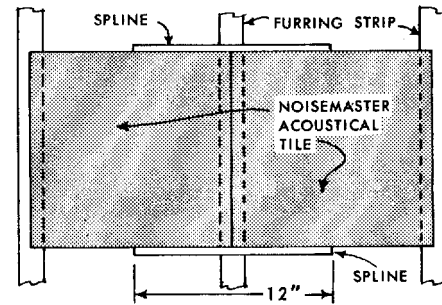 SPLINE
FURRING STRIP
NOISEMASTER
ACOUSTICAL
TILE
12"
SPLINE